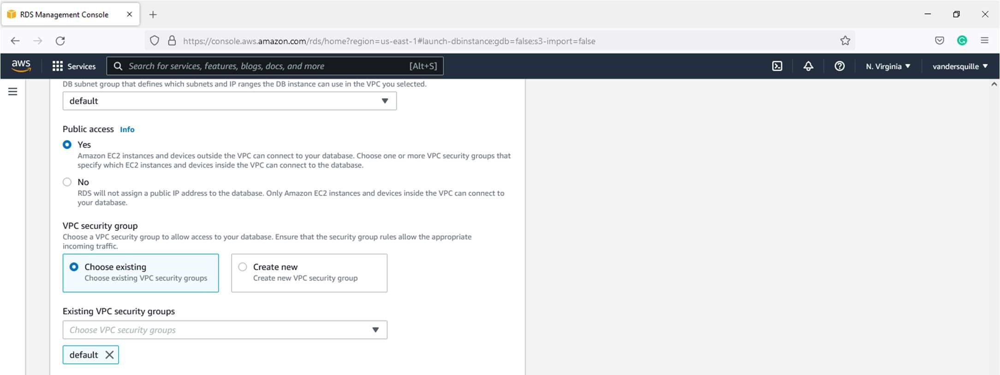 RDS Management Console
https://console.aws.amazon.com/rds/home?region=us-east-1#launch-dbinstance:gdb=false;s3-import=false
aws Services Search for services, features, blogs, docs, and more [Alt+S] N. Virginia vandersquille
DB subnet group that defines which subnets and IP ranges the DB instance can use in the VPC you selected.
default
Public access Info
Yes
Amazon EC2 instances and devices outside the VPC can connect to your database. Choose one or more VPC security groups that
specify which EC2 instances and devices inside the VPC can connect to the database.
No
RDS will not assign a public IP address to the database. Only Amazon EC2 instances and devices inside the VPC can connect to
your database.
VPC security group
Choose a VPC security group to allow access to your database. Ensure that the security group rules allow the appropriate
incoming traffic.
Choose existing
Choose existing VPC security groups
Create new
Create new VPC security group
Existing VPC security groups
Choose VPC security groups
default